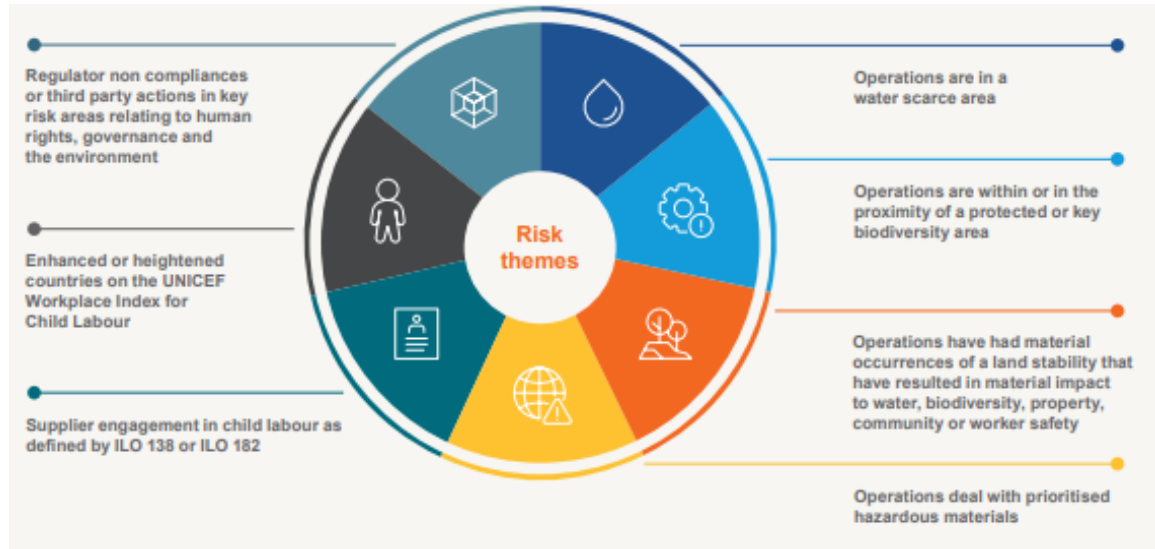 Regulator non compliances
or third party actions in key
risk areas relating to human
rights, governance and
the environment
Enhanced or heightened
countries on the UNICEF
Workplace Index for
Child Labour
Supplier engagement in child labour as
defined by ILO 138 or ILO 182
Risk
themes
Operations are in a
water scarce area
Operations are within or in the
proximity of a protected or key
biodiversity area
Operations have had material
occurrences of a land stability that
have resulted in material impact
to water, biodiversity, property,
community or worker safety
Operations deal with prioritised
hazardous materials